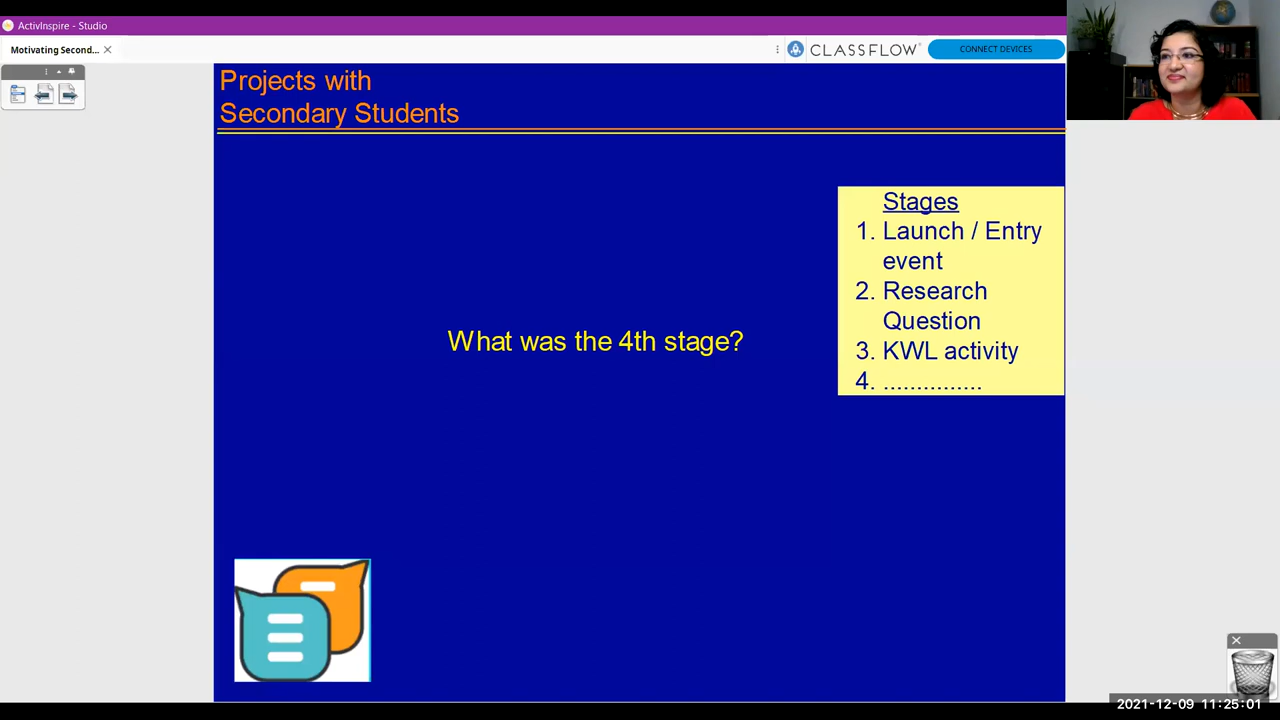 ActivInspire - Studio
Motivating Second...
CLASSFLOW
CONNECT DEVICES
Projects with
Secondary Students
Stages
1. Launch / Entry
event
2. Research
Question
3. KWL activity
4. ...............
What was the 4th stage?
2021-12-09 11:25:01